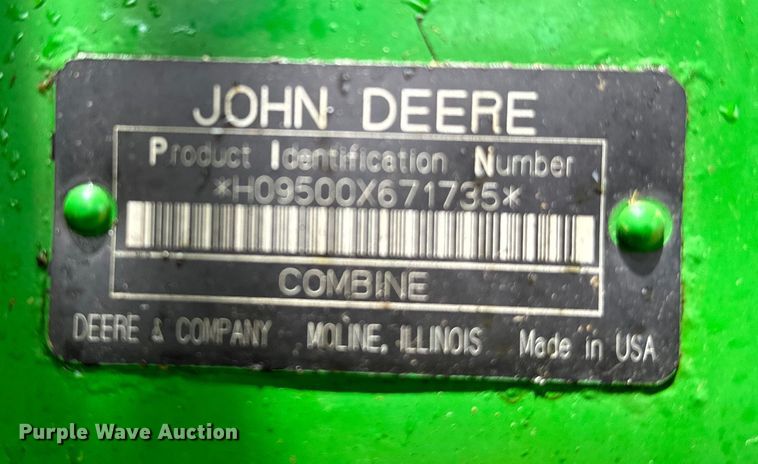 JOHN DEERE
Product Identification Number
*H09500X671735*
COMBINE
DEERE & COMPANY MOLINE, ILLINOIS Made in USA
Purple Wave Auction